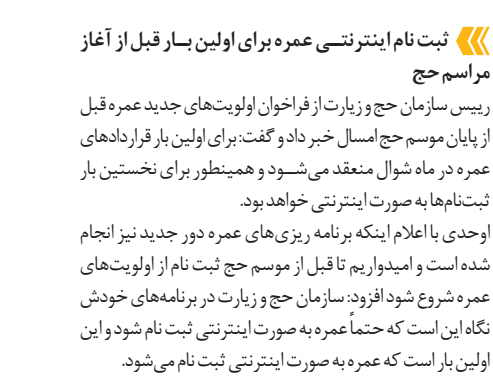 ثبت نام اینترنتی عمره برای اولین بار قبل از آغاز
مراسم حج
رییس سازمان حج و زیارت از فراخوان اولویت‌های جدید عمره قبل
از پایان موسم حج امسال خبر داد و گفت: برای اولین بار قراردادهای
عمره در ماه شوال منعقد می‌شود و همینطور برای نخستین بار
ثبت‌نام‌ها به صورت اینترنتی خواهد بود.
اوحدی با اعلام اینکه برنامه ریزی‌های عمره دور جدید نیز انجام
شده است و امیدواریم تا قبل از موسم حج ثبت نام از اولویت‌های
عمره شروع شود افزود: سازمان حج و زیارت در برنامه‌های خودش
نگاه این است که حتماً عمره به صورت اینترنتی ثبت نام شود و این
اولین بار است که عمره به صورت اینترنتی ثبت نام می‌شود.